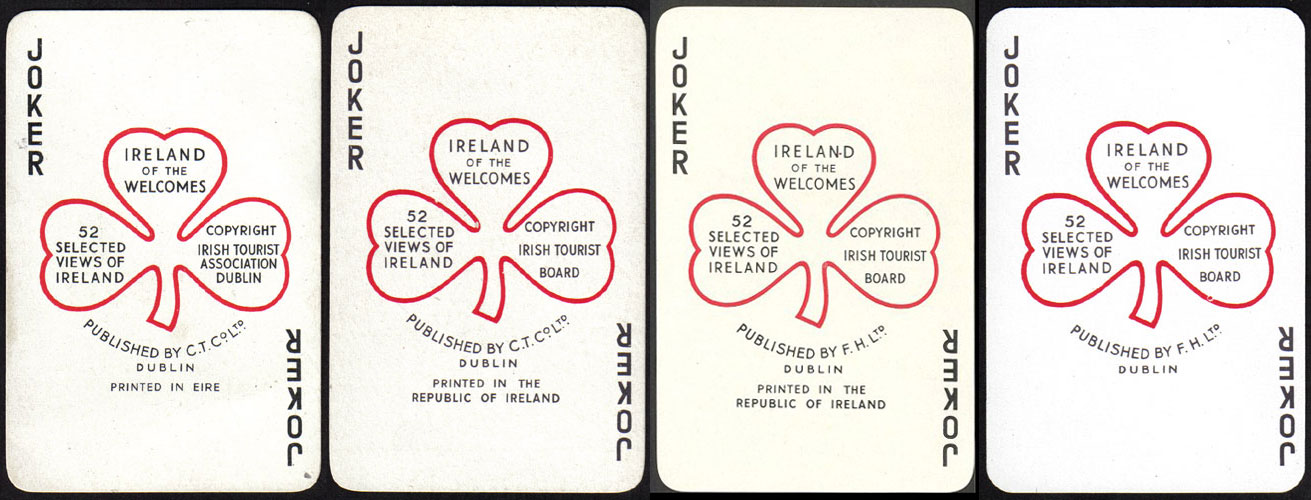 JOKER
IRELAND
OF THE
WELCOMES
52
SELECTED
VIEWS OF
IRELAND
COPYRIGHT
IRISH TOURIST
ASSOCIATION
DUBLIN
PUBLISHED BY C.T. Co LTD
DUBLIN
PRINTED IN EIRE
JOKER
JOKER
IRELAND
OF THE
WELCOMES
52
SELECTED
VIEWS OF
IRELAND
COPYRIGHT
IRISH TOURIST
BOARD
PUBLISHED BY C.T. Co LTD
DUBLIN
PRINTED IN THE
REPUBLIC OF IRELAND
JOKER
JOKER
IRELAND
OF THE
WELCOMES
52
SELECTED
VIEWS OF
IRELAND
COPYRIGHT
IRISH TOURIST
BOARD
PUBLISHED BY F. H. LTD
DUBLIN
PRINTED IN THE
REPUBLIC OF IRELAND
JOKER
JOKER
IRELAND
OF THE
WELCOMES
52
SELECTED
VIEWS OF
IRELAND
COPYRIGHT
IRISH TOURIST
BOARD
PUBLISHED BY F. H. LTD
DUBLIN
JOKER